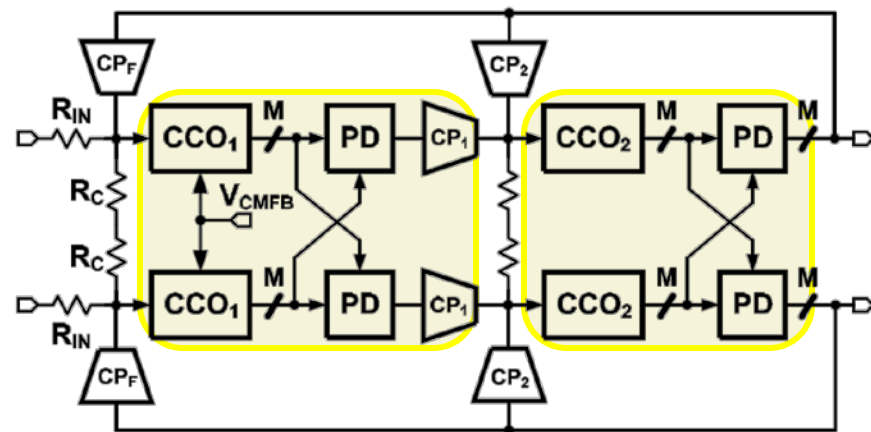 CP_F CP_2
R_IN M M M
CCO_1 PD CP_1 CCO_2 PD
R_C V_CMFB
R_C M M M
CCO_1 PD CP_1 CCO_2 PD
R_IN
CP_F CP_2